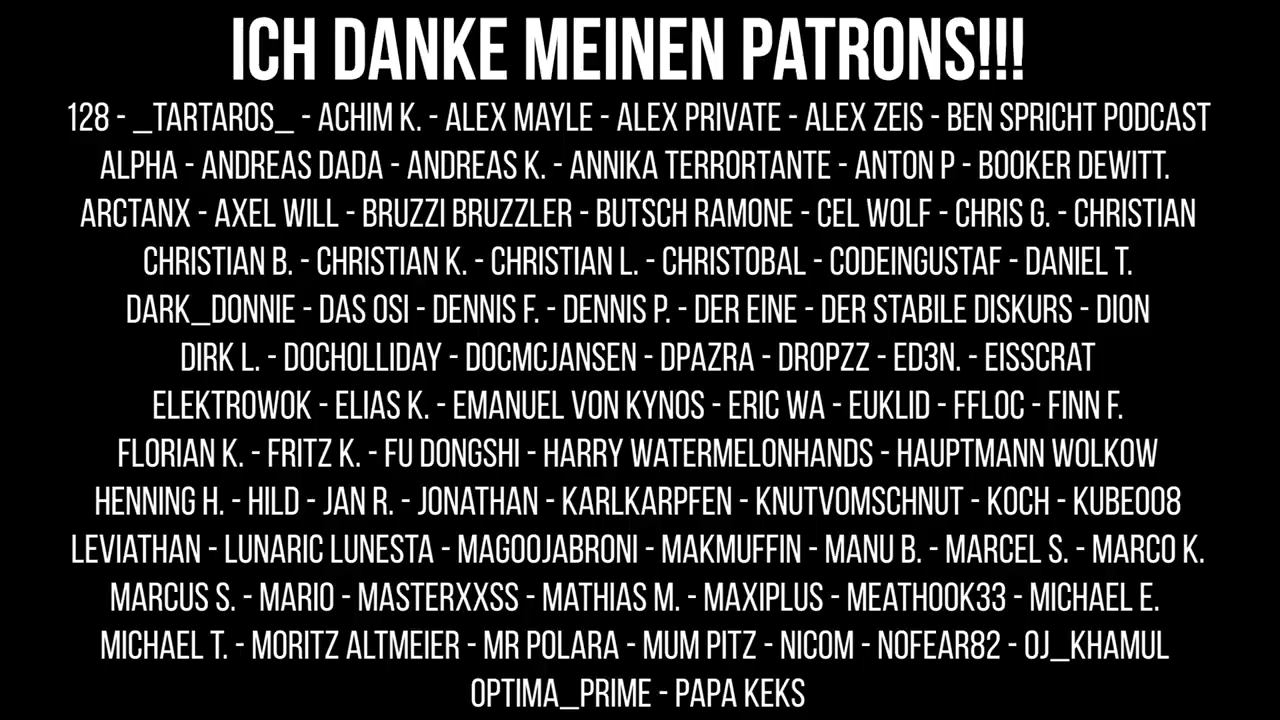 ICH DANKE MEINEN PATRONS!!!
128 - _TARTAROS_ - ACHIM K. - ALEX MAYLE - ALEX PRIVATE - ALEX ZEIS - BEN SPRICHT PODCAST
ALPHA - ANDREAS DADA - ANDREAS K. - ANNIKA TERRORTANTE - ANTON P - BOOKER DEWITT.
ARCTANX - AXEL WILL - BRUZZI BRUZZLER - BUTSCH RAMONE - CEL WOLF - CHRIS G. - CHRISTIAN
CHRISTIAN B. - CHRISTIAN K. - CHRISTIAN L. - CHRISTOBAL - CODEINGUSTAF - DANIEL T.
DARK_DONNIE - DAS OSI - DENNIS F. - DENNIS P. - DER EINE - DER STABILE DISKURS - DION
DIRK L. - DOCHOLLIDAY - DOCMCJANSEN - DPAZRA - DROPZZ - ED3N. - EISSCRAT
ELEKTROWOK - ELIAS K. - EMANUEL VON KYNOS - ERIC WA - EUKLID - FFLOC - FINN F.
FLORIAN K. - FRITZ K. - FU DONGSHI - HARRY WATERMELONHANDS - HAUPTMANN WOLKOW
HENNING H. - HILD - JAN R. - JONATHAN - KARLKARPFEN - KNUTVOMSCHNUT - KOCH - KUBE008
LEVIATHAN - LUNARIC LUNESTA - MAGOOJABRONI - MAKMUFFIN - MANU B. - MARCEL S. - MARCO K.
MARCUS S. - MARIO - MASTERXXSS - MATHIAS M. - MAXIPLUS - MEATHOOK33 - MICHAEL E.
MICHAEL T. - MORITZ ALTMEIER - MR POLARA - MUM PITZ - NICOM - NOFEAR82 - OJ_KHAMUL
OPTIMA_PRIME - PAPA KEKS